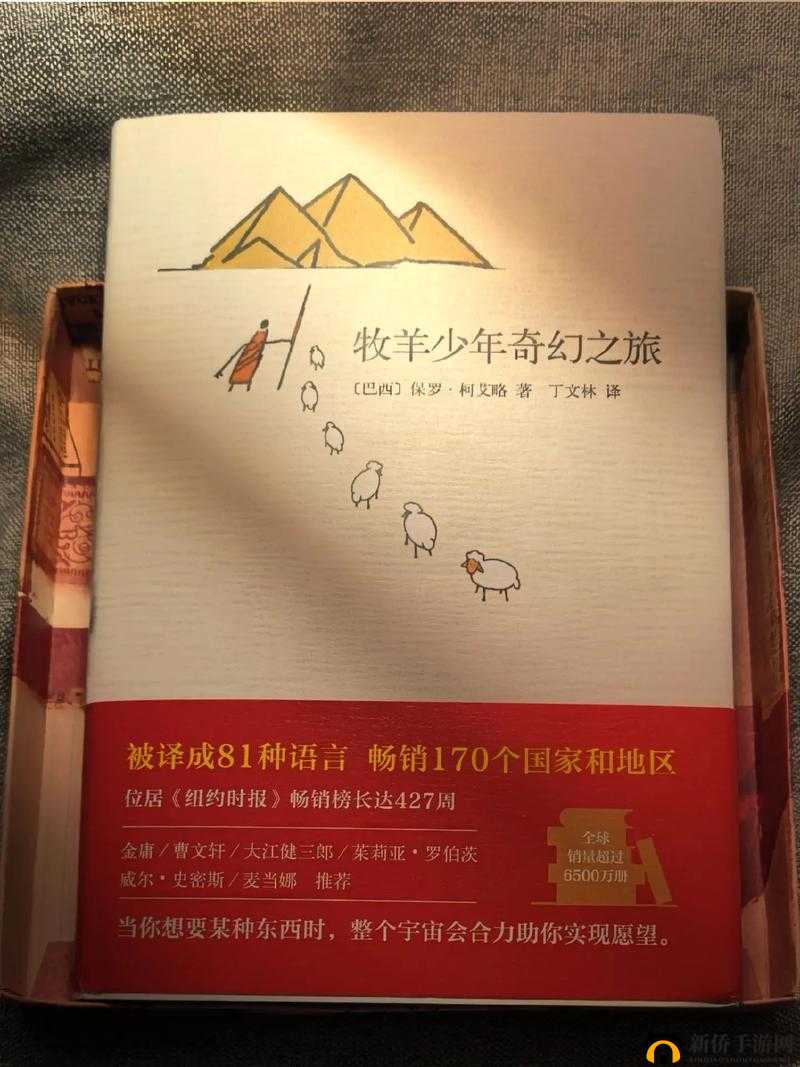 牧羊少年奇幻之旅
〔巴西〕保罗·柯艾略 著 丁文林 译
被译成81种语言 畅销170个国家和地区
位居《纽约时报》畅销榜长达427周
金庸/曹文轩/大江健三郎/茱莉亚·罗伯茨
威尔·史密斯/麦当娜 推荐
全球
销量超过
6500万册
当你想要某种东西时，整个宇宙会合力助你实现愿望。
新侨手游网